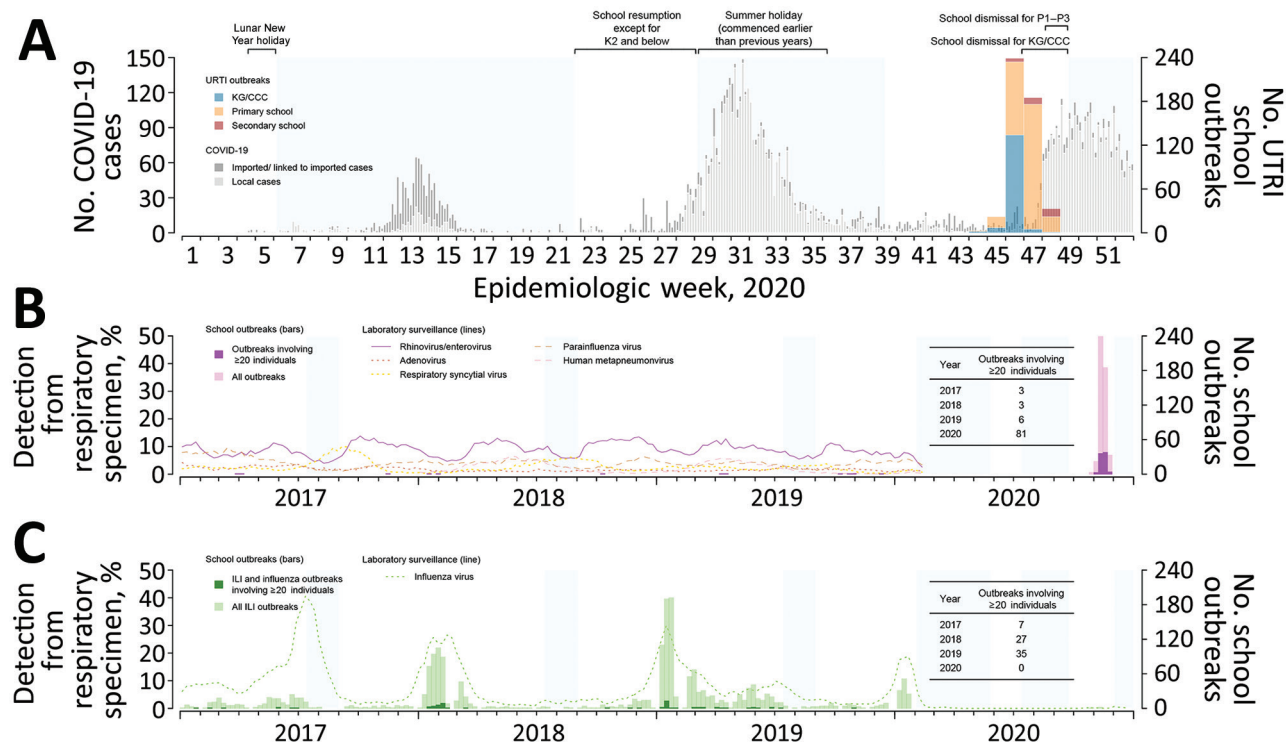 A
Lunar New
Year holiday
School resumption
except for
K2 and below
Summer holiday
(commenced earlier
than previous years)
School dismissal for P1–P3
School dismissal for KG/CCC
No. COVID-19
cases
150
120
90
60
30
0
URTI outbreaks
KG/CCC
Primary school
Secondary school
COVID-19
Imported/ linked to imported cases
Local cases
240
180
120
60
0
No. UTRI
school
outbreaks
1 3 5 7 9 11 13 15 17 19 21 23 25 27 29 31 33 35 37 39 41 43 45 47 49 51
Epidemiologic week, 2020
B
Detection
from
respiratory
specimen, %
50
40
30
20
10
0
School outbreaks (bars)
Outbreaks involving
≥20 individuals
All outbreaks
Laboratory surveillance (lines)
Rhinovirus/enterovirus
Adenovirus
Respiratory syncytial virus
Parainfluenza virus
Human metapneumonvirus
Year Outbreaks involving
≥20 individuals
2017 3
2018 3
2019 6
2020 81
240
180
120
60
0
No. school
outbreaks
2017 2018 2019 2020
C
Detection
from
respiratory
specimen, %
50
40
30
20
10
0
School outbreaks (bars)
ILI and influenza outbreaks
involving ≥20 individuals
All ILI outbreaks
Laboratory surveillance (line)
Influenza virus
Year Outbreaks involving
≥20 individuals
2017 7
2018 27
2019 35
2020 0
240
180
120
60
0
No. school
outbreaks
2017 2018 2019 2020